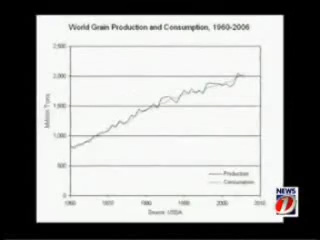 World Grain Production and Consumption, 1960-2006
2,500
2,000
1,500
1,000
500
0
Million Tons
1960
1970
1980
1990
2000
2010
Production
Consumption
Source: USDA
NEWS